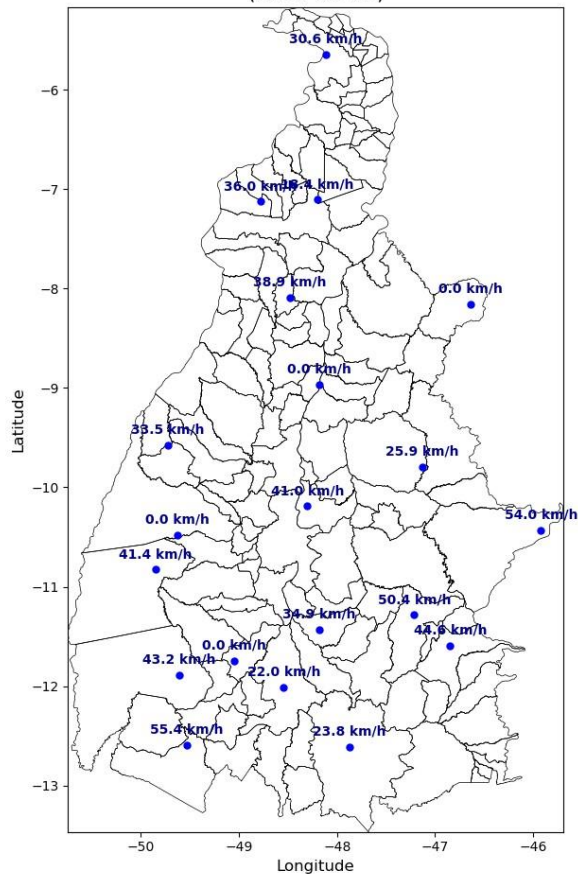 30.6 km/h
−6
36.0 km/h
−7
38.9 km/h
−8
0.0 km/h
0.0 km/h
−9
33.5 km/h
25.9 km/h
−10
41.0 km/h
54.0 km/h
0.0 km/h
41.4 km/h
−11
50.4 km/h
34.9 km/h
44.6 km/h
0.0 km/h
43.2 km/h
22.0 km/h
−12
55.4 km/h
23.8 km/h
−13
−50 −49 −48 −47 −46
Longitude
Latitude